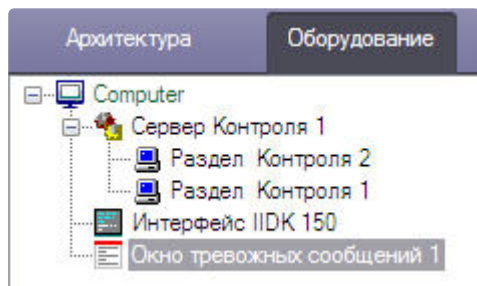 Архитектура Оборудование
Computer
Сервер Контроля 1
Раздел Контроля 2
Раздел Контроля 1
Интерфейс IIDK 150
Окно тревожных сообщений 1